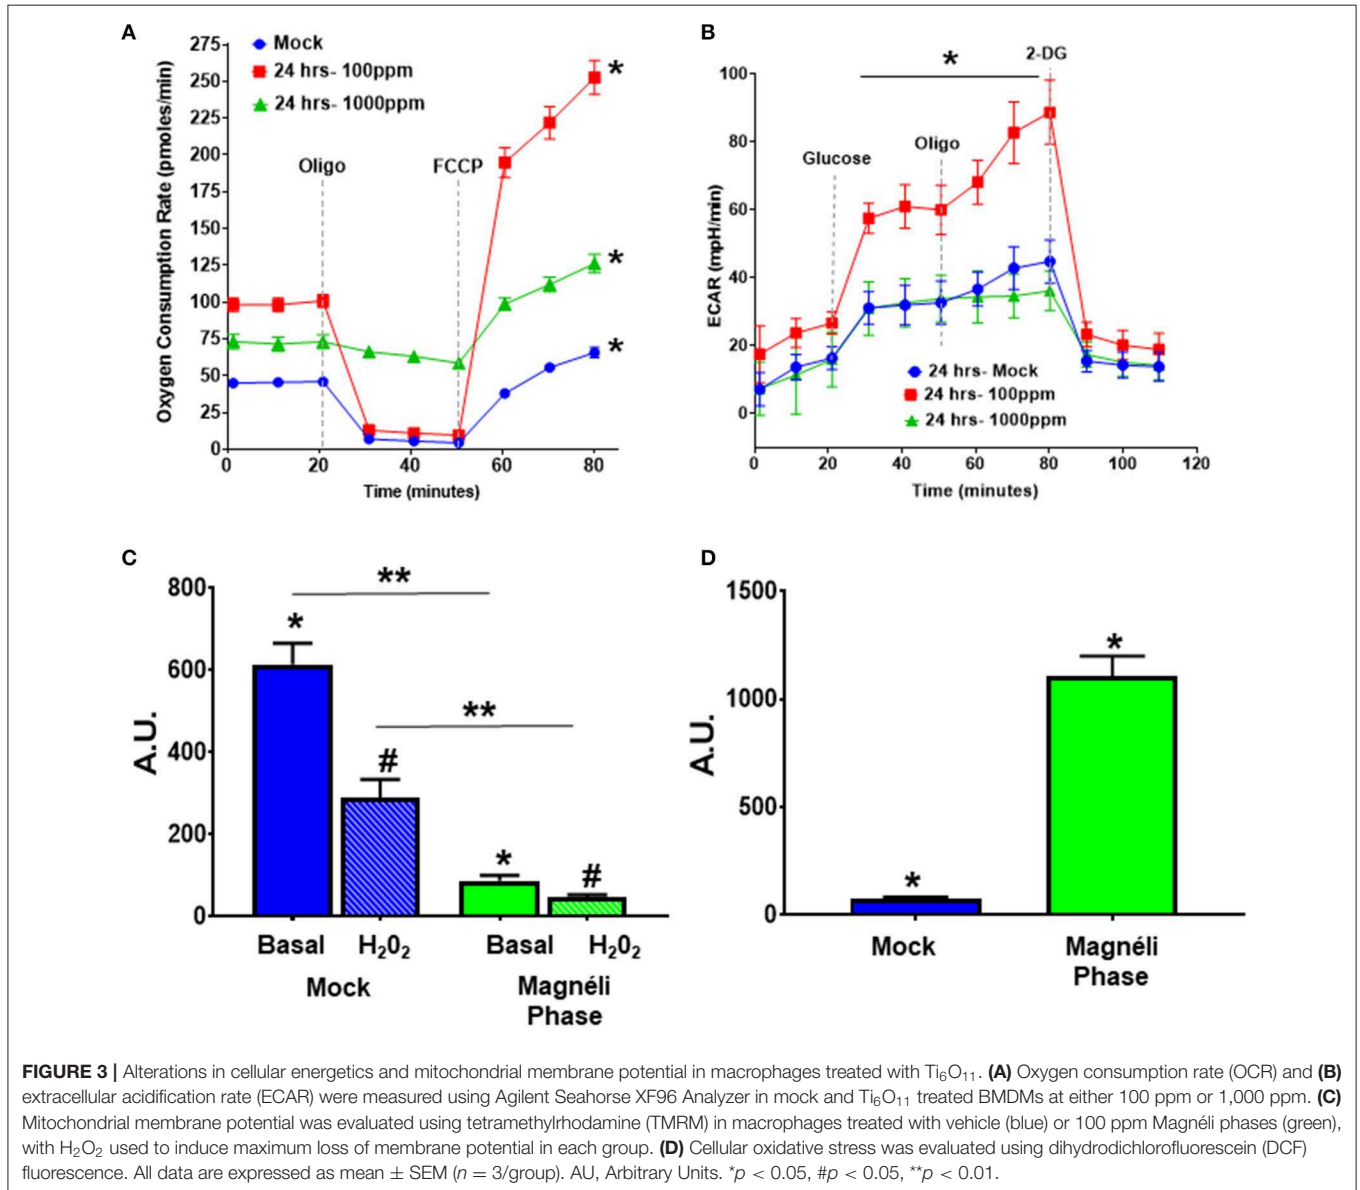 A
275
250
225
200
175
150
125
100
75
50
25
0
Oxygen Consumption Rate (pmoles/min)
Mock
24 hrs- 100ppm
24 hrs- 1000ppm
Oligo
FCCP
*
*
*
0 20 40 60 80
Time (minutes)
B
100
80
60
40
20
0
ECAR (mpH/min)
*
2-DG
Glucose
Oligo
24 hrs- Mock
24 hrs- 100ppm
24 hrs- 1000ppm
0 20 40 60 80 100 120
Time (minutes)
C
800
600
400
200
0
A.U.
**
*
**
#
*
#
Basal H₂0₂ Basal H₂0₂
Mock
Magnéli
Phase
D
1500
1000
500
0
A.U.
*
*
Mock
Magnéli
Phase
FIGURE 3 | Alterations in cellular energetics and mitochondrial membrane potential in macrophages treated with Ti₆O₁₁. (A) Oxygen consumption rate (OCR) and (B)
extracellular acidification rate (ECAR) were measured using Agilent Seahorse XF96 Analyzer in mock and Ti₆O₁₁ treated BMDMs at either 100 ppm or 1,000 ppm. (C)
Mitochondrial membrane potential was evaluated using tetramethylrhodamine (TMRM) in macrophages treated with vehicle (blue) or 100 ppm Magnéli phases (green),
with H₂O₂ used to induce maximum loss of membrane potential in each group. (D) Cellular oxidative stress was evaluated using dihydrodichlorofluorescein (DCF)
fluorescence. All data are expressed as mean ± SEM (n = 3/group). AU, Arbitrary Units. *p < 0.05, #p < 0.05, **p < 0.01.